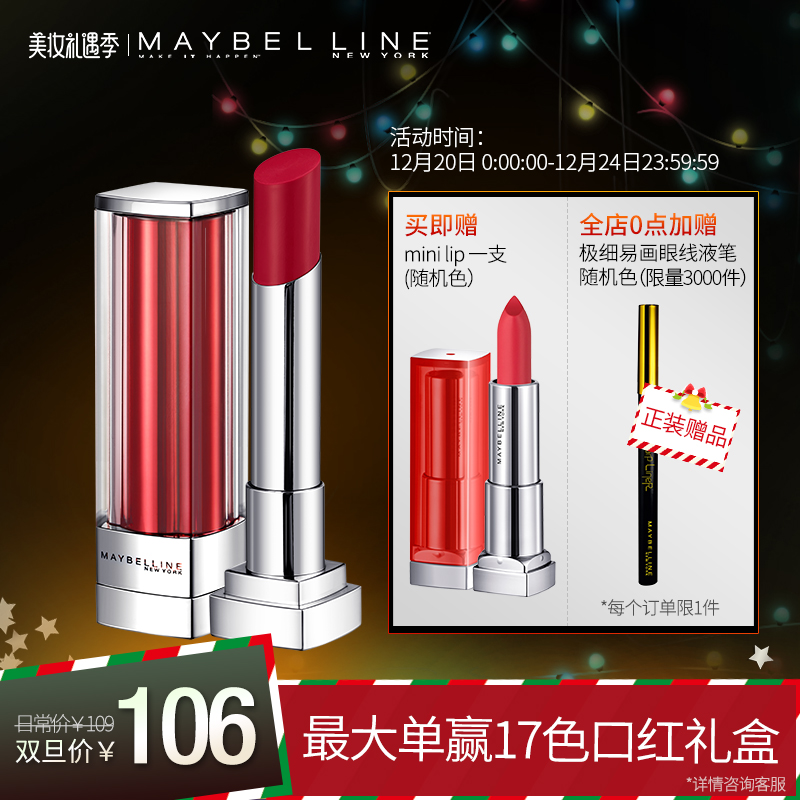 美妆礼遇季
MAYBELLINE
MAKE IT HAPPEN
NEW YORK
活动时间：
12月20日 0:00:00-12月24日23:59:59
买即赠
mini lip 一支
(随机色)
全店0点加赠
极细易画眼线液笔
随机色(限量3000件)
正装赠品
MAYBELLINE
NEW YORK
MAYBELLINE
MAYBELLINE
*每个订单限1件
日常价￥109
双旦价￥106
最大单赢17色口红礼盒
*详情咨询客服